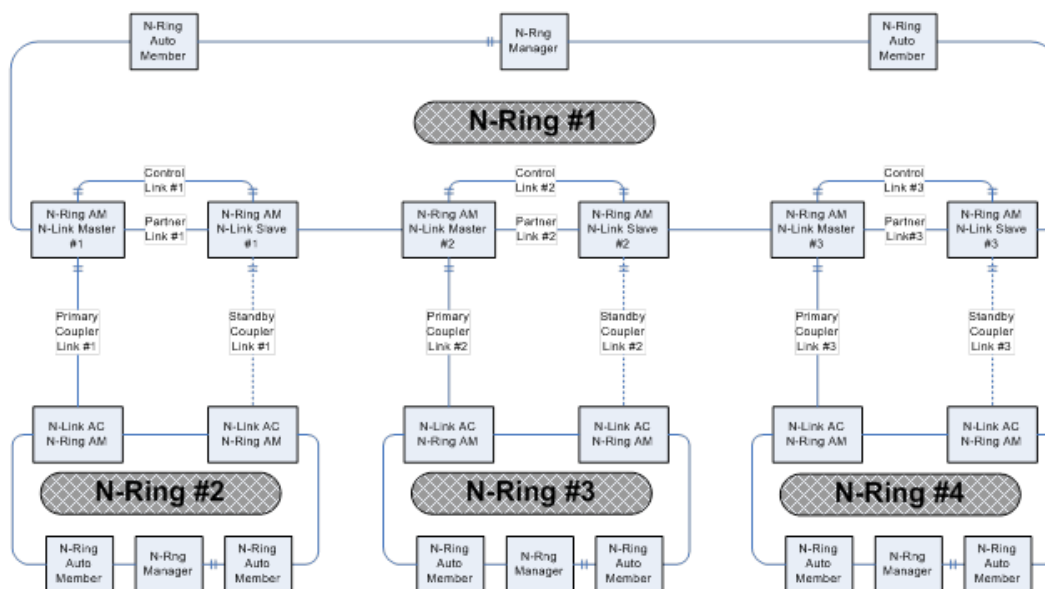 N-Ring
Auto
Member
N-Rng
Manager
N-Ring
Auto
Member
N-Ring #1
Control
Link #1
Control
Link #2
Control
Link #3
N-Ring AM
N-Link Master
#1
Partner
Link #1
N-Ring AM
N-Link Slave
#1
N-Ring AM
N-Link Master
#2
Partner
Link #2
N-Ring AM
N-Link Slave
#2
N-Ring AM
N-Link Master
#3
Partner
Link#3
N-Ring AM
N-Link Slave
#3
Primary
Coupler
Link #1
Standby
Coupler
Link #1
Primary
Coupler
Link #2
Standby
Coupler
Link #2
Primary
Coupler
Link #3
Standby
Coupler
Link #3
N-Link AC
N-Ring AM
N-Link AC
N-Ring AM
N-Link AC
N-Ring AM
N-Link AC
N-Ring AM
N-Link AC
N-Ring AM
N-Link AC
N-Ring AM
N-Ring #2
N-Ring #3
N-Ring #4
N-Ring
Auto
Member
N-Rng
Manager
N-Ring
Auto
Member
N-Ring
Auto
Member
N-Rng
Manager
N-Ring
Auto
Member
N-Ring
Auto
Member
N-Rng
Manager
N-Ring
Auto
Member